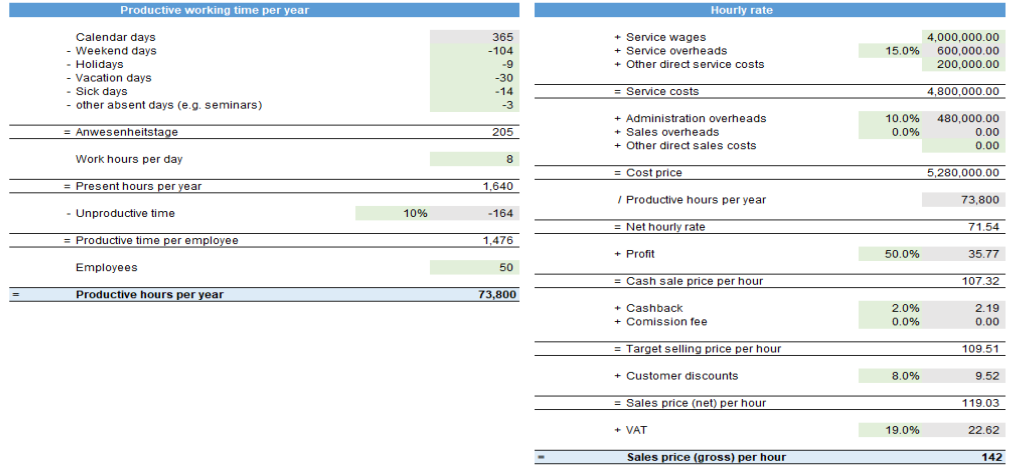 Productive working time per year
Calendar days 365
- Weekend days -104
- Holidays -9
- Vacation days -30
- Sick days -14
- other absent days (e.g. seminars) -3
= Anwesenheitstage 205
Work hours per day 8
= Present hours per year 1,640
- Unproductive time 10% -164
= Productive time per employee 1,476
Employees 50
= Productive hours per year 73,800
Hourly rate
+ Service wages 4,000,000.00
+ Service overheads 15.0% 600,000.00
+ Other direct service costs 200,000.00
= Service costs 4,800,000.00
+ Administration overheads 10.0% 480,000.00
+ Sales overheads 0.0% 0.00
+ Other direct sales costs 0.00
= Cost price 5,280,000.00
/ Productive hours per year 73,800
= Net hourly rate 71.54
+ Profit 50.0% 35.77
= Cash sale price per hour 107.32
+ Cashback 2.0% 2.19
+ Comission fee 0.0% 0.00
= Target selling price per hour 109.51
+ Customer discounts 8.0% 9.52
= Sales price (net) per hour 119.03
+ VAT 19.0% 22.62
= Sales price (gross) per hour 142